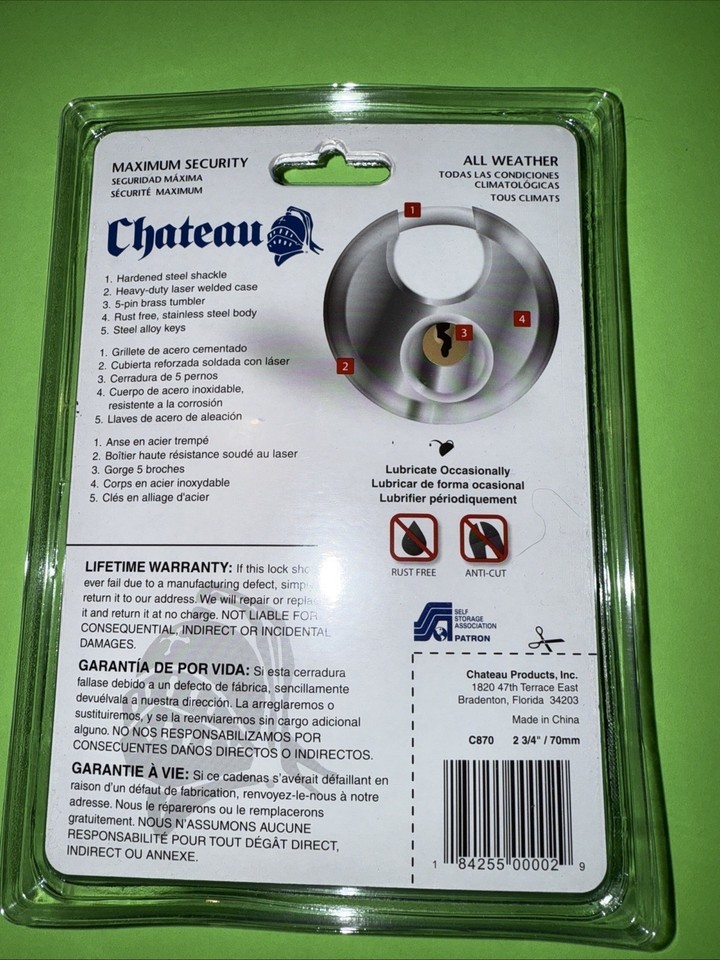 MAXIMUM SECURITY
SEGURIDAD MÁXIMA
SÉCURITÉ MAXIMUM
ALL WEATHER
TODAS LAS CONDICIONES
CLIMATOLÓGICAS
TOUS CLIMATS
Chateau
1. Hardened steel shackle
2. Heavy-duty laser welded case
3. 5-pin brass tumbler
4. Rust free, stainless steel body
5. Steel alloy keys
1. Grillete de acero cementado
2. Cubierta reforzada soldada con láser
3. Cerradura de 5 pernos
4. Cuerpo de acero inoxidable,
resistente a la corrosión
5. Llaves de acero de aleación
1. Anse en acier trempé
2. Boîtier haute résistance soudé au laser
3. Gorge 5 broches
4. Corps en acier inoxydable
5. Clés en alliage d'acier
1
2
3
4
Lubricate Occasionally
Lubricar de forma ocasional
Lubrifier périodiquement
RUST FREE
ANTI-CUT
SELF
STORAGE
ASSOCIATION
PATRON
LIFETIME WARRANTY: If this lock
ever fail due to a manufacturing defect,
return it to our address. We will repair or
it and return it at no charge. NOT LIABLE FOR
CONSEQUENTIAL, INDIRECT OR INCIDENTAL
DAMAGES.
GARANTÍA DE POR VIDA: Si esta cerradura
fallase debido a un defecto de fábrica, sencillamente
devuélvala a nuestra dirección. La arreglaremos o
sustituiremos, y se la reenviaremos sin cargo adicional
alguno. NO NOS RESPONSABILIZAMOS POR
CONSECUENTES DAÑOS DIRECTOS O INDIRECTOS.
GARANTIE À VIE: Si ce cadenas s'avérait défaillant en
raison d'un défaut de fabrication, renvoyez-le-nous à notre
adresse. Nous le réparerons ou le remplacerons
gratuitement. NOUS N'ASSUMONS AUCUNE
RESPONSABILITÉ POUR TOUT DÉGÂT DIRECT,
INDIRECT OU ANNEXE.
Chateau Products, Inc.
1820 47th Terrace East
Bradenton, Florida 34203
Made in China
C870 2 3/4" / 70mm
1 84255 00002 9